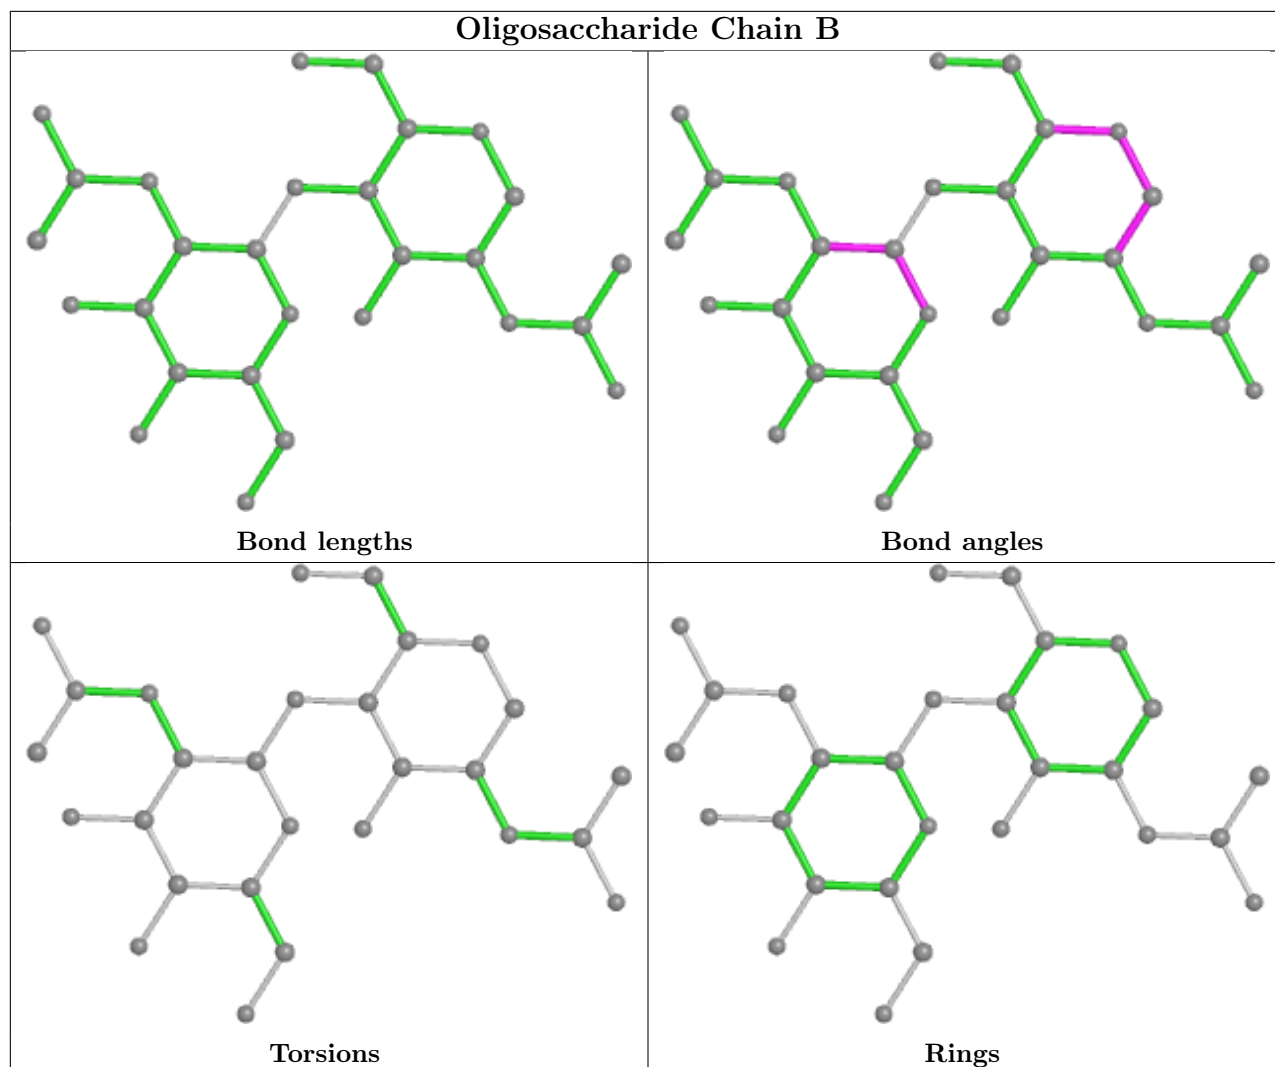 Oligosaccharide Chain B
Bond lengths
Bond angles
Torsions
Rings